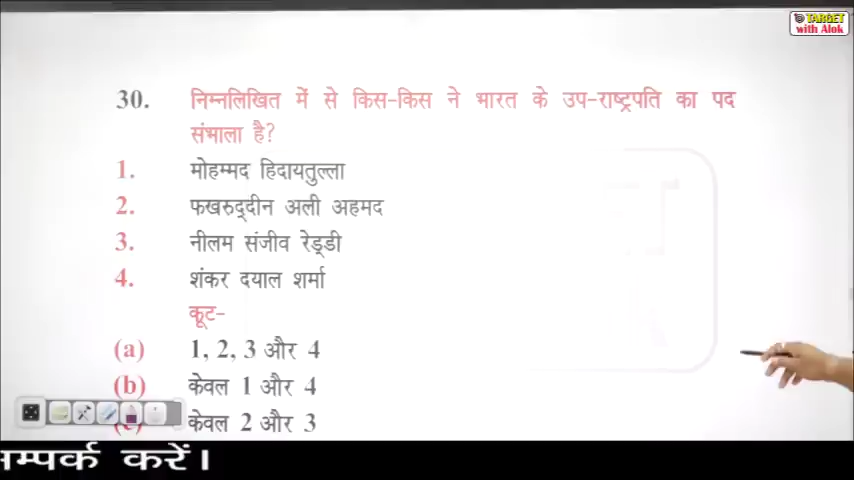 TARGET
with Alok
30. निम्नलिखित में से किस-किस ने भारत के उप-राष्ट्रपति का पद
संभाला है?
1. मोहम्मद हिदायतुल्ला
2. फखरुद्दीन अली अहमद
3. नीलम संजीव रेड्डी
4. शंकर दयाल शर्मा
कूट-
(a) 1, 2, 3 और 4
(b) केवल 1 और 4
केवल 2 और 3
म्पर्क करें।